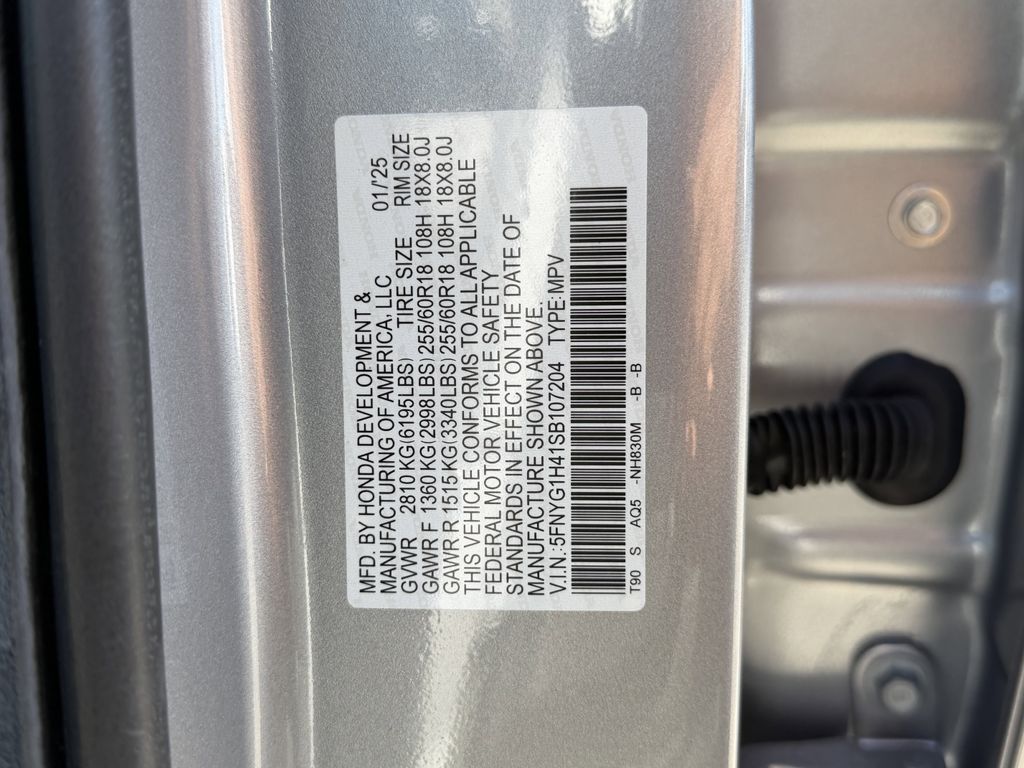 MFD. BY HONDA DEVELOPMENT &
MANUFACTURING OF AMERICA, LLC 01/25
GVWR 2810 KG(6195LBS) TIRE SIZE RIM SIZE
GAWR F 1360 KG(2998LBS) 255/60R18 108H 18X8.0J
GAWR R 1515 KG(3340LBS) 255/60R18 108H 18X8.0J
THIS VEHICLE CONFORMS TO ALL APPLICABLE
FEDERAL MOTOR VEHICLE SAFETY
STANDARDS IN EFFECT ON THE DATE OF
MANUFACTURE SHOWN ABOVE.
V.I.N.: 5FNYG1H41SB107204 TYPE: MPV
T90 S AQ5 -NH830M -B -B